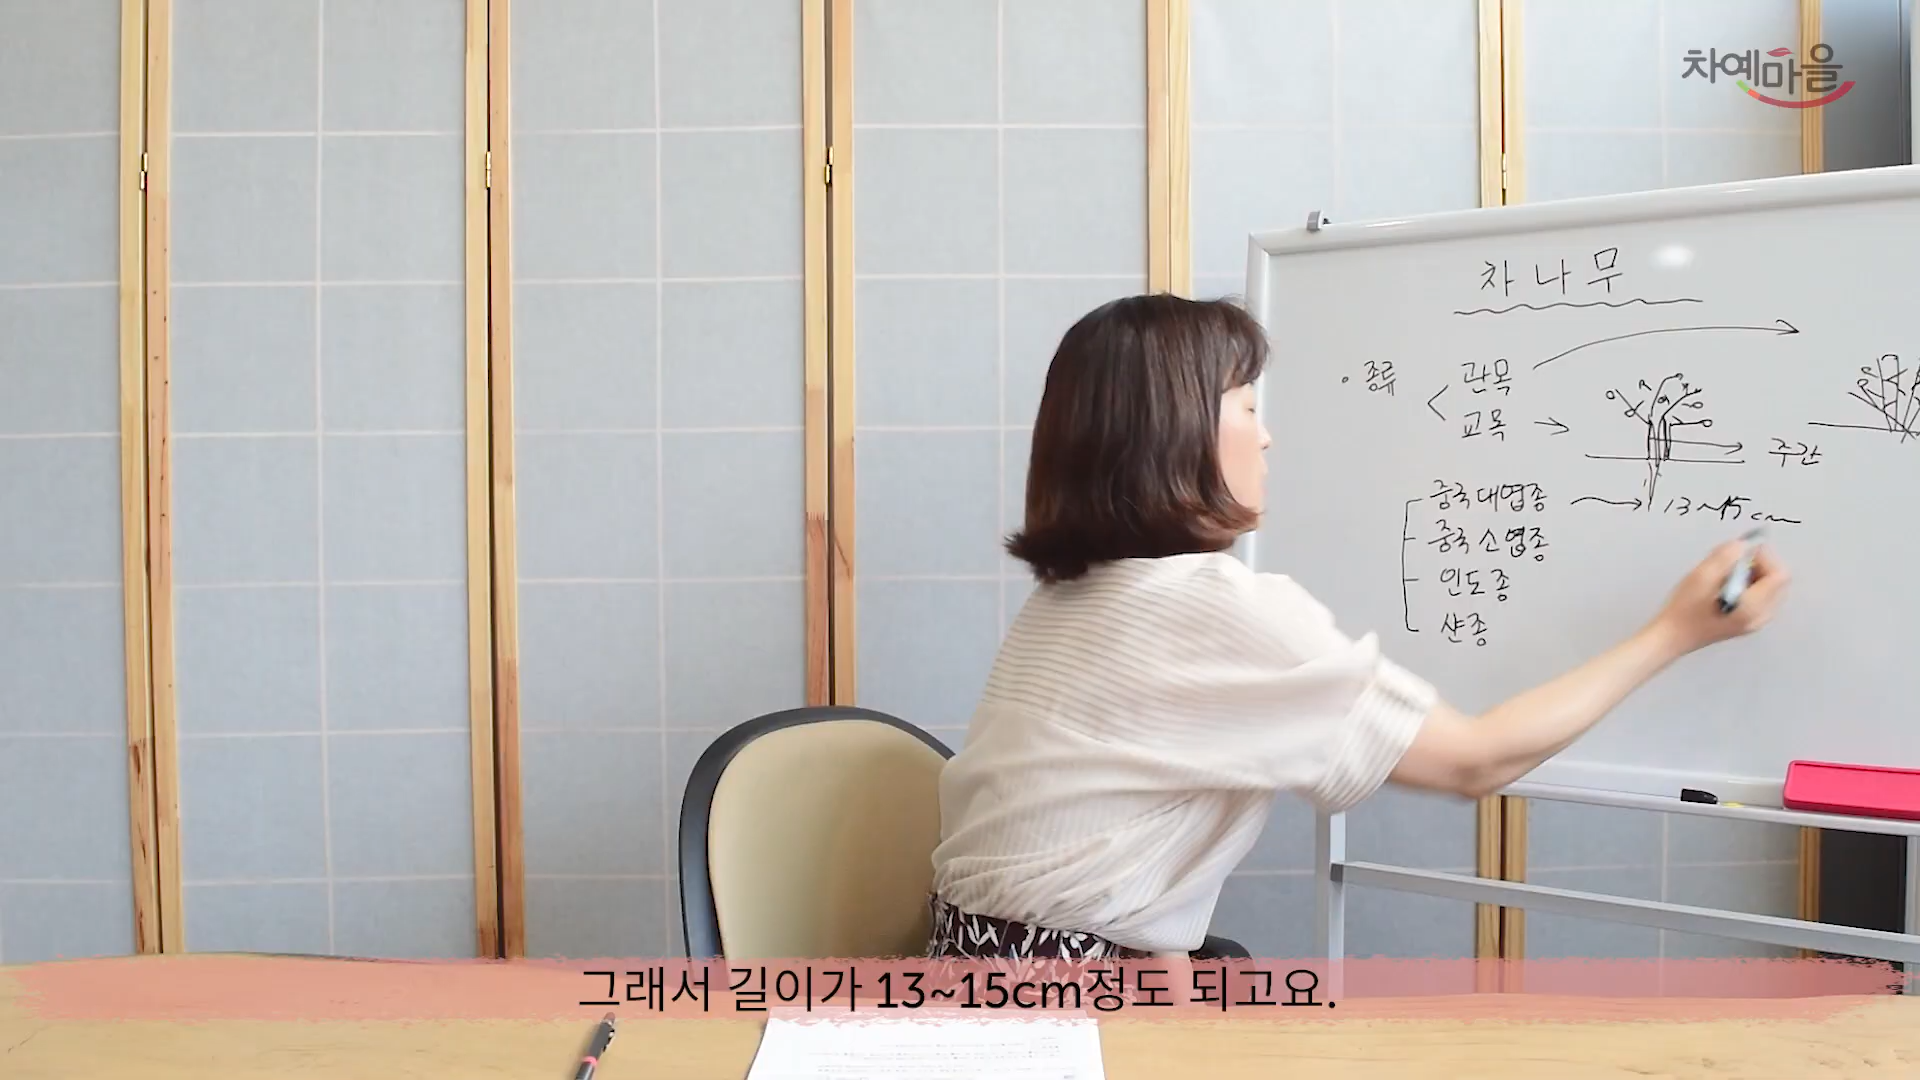 차예마을
차 나 무
• 종류 < 관목
교목 →
주간
중국대엽종 → 13~15cm
중국소엽종
인도종
샨종
그래서 길이가 13~15cm정도 되고요.